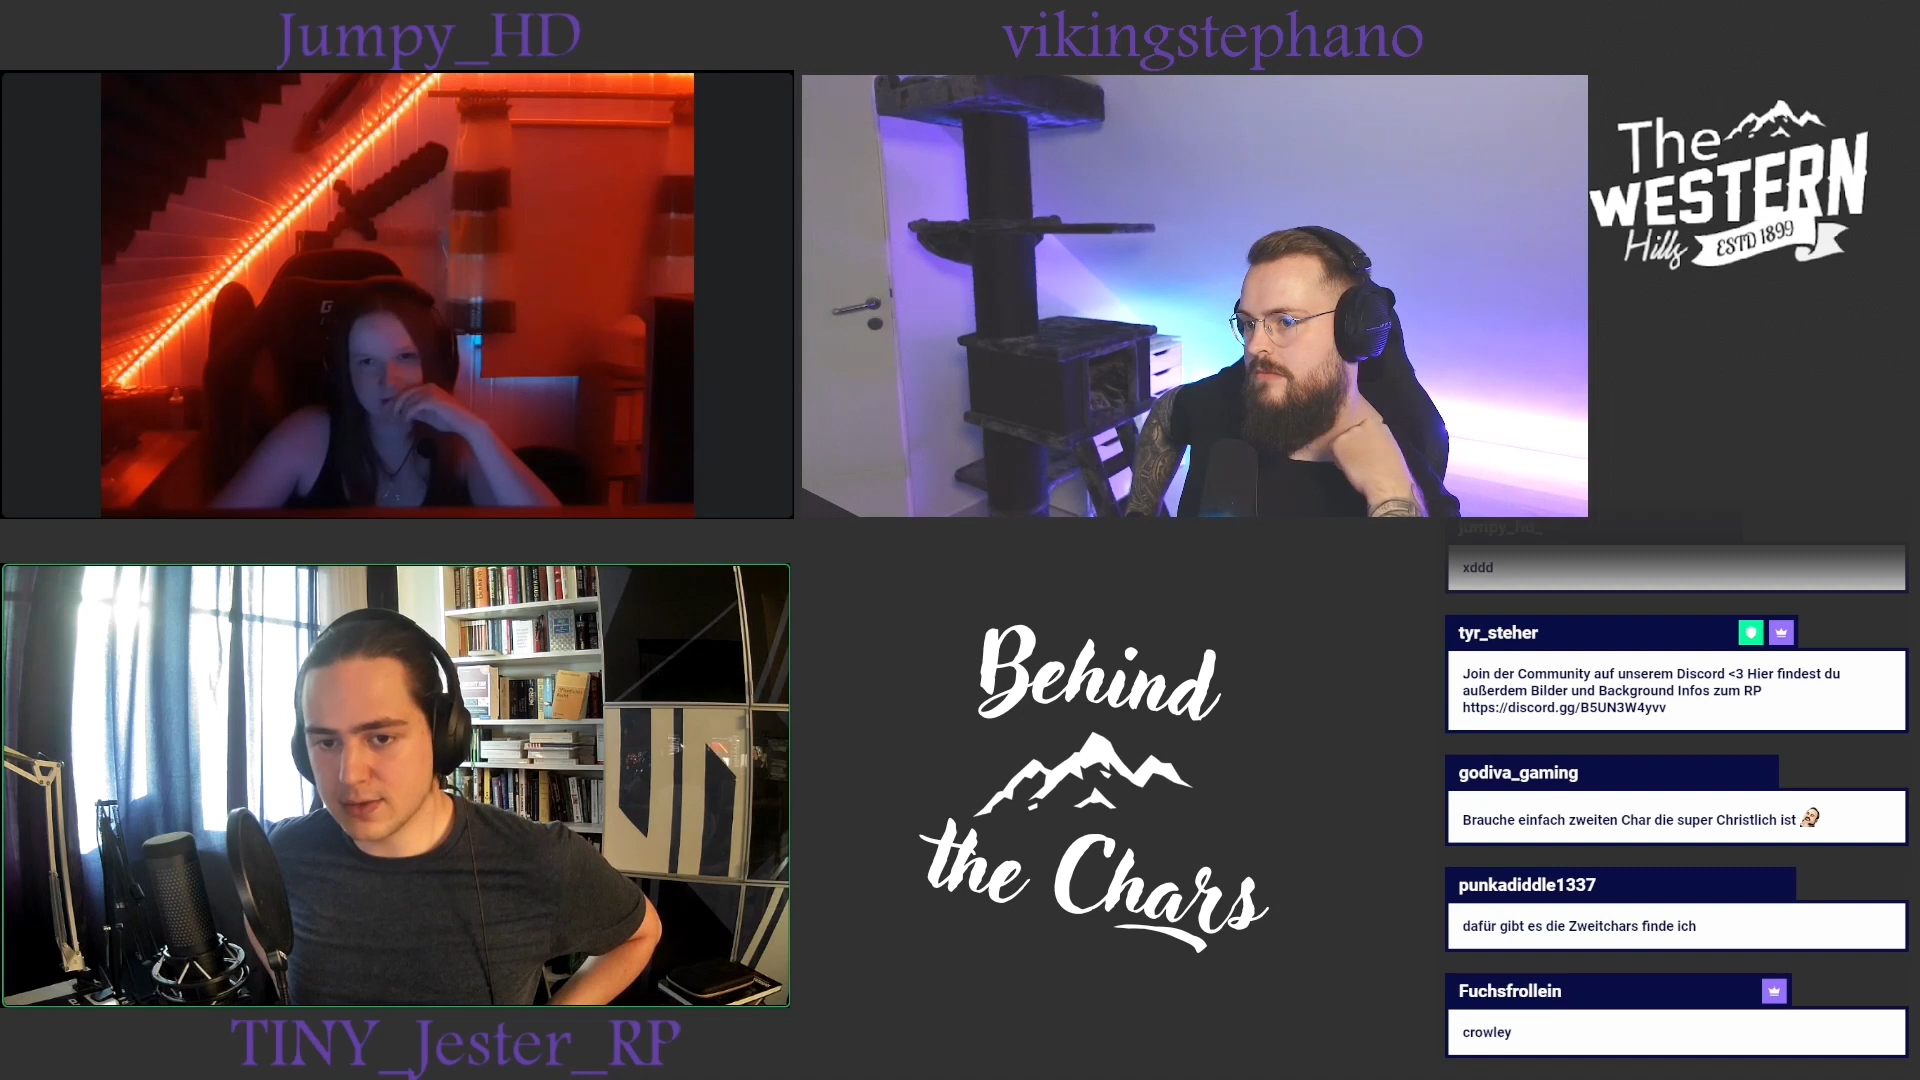 Jumpy_HD
vikingstephano
The
WESTERN
Hills
ESTD 1899
jumpy_hd_
xddd
tyr_steher
Join der Community auf unserem Discord <3 Hier findest du
außerdem Bilder und Background Infos zum RP
https://discord.gg/B5UN3W4yvv
godiva_gaming
Brauche einfach zweiten Char die super Christlich ist
punkadiddle1337
dafür gibt es die Zweitchars finde ich
Fuchsfrollein
crowley
Behind
the Chars
TINY_Jester_RP